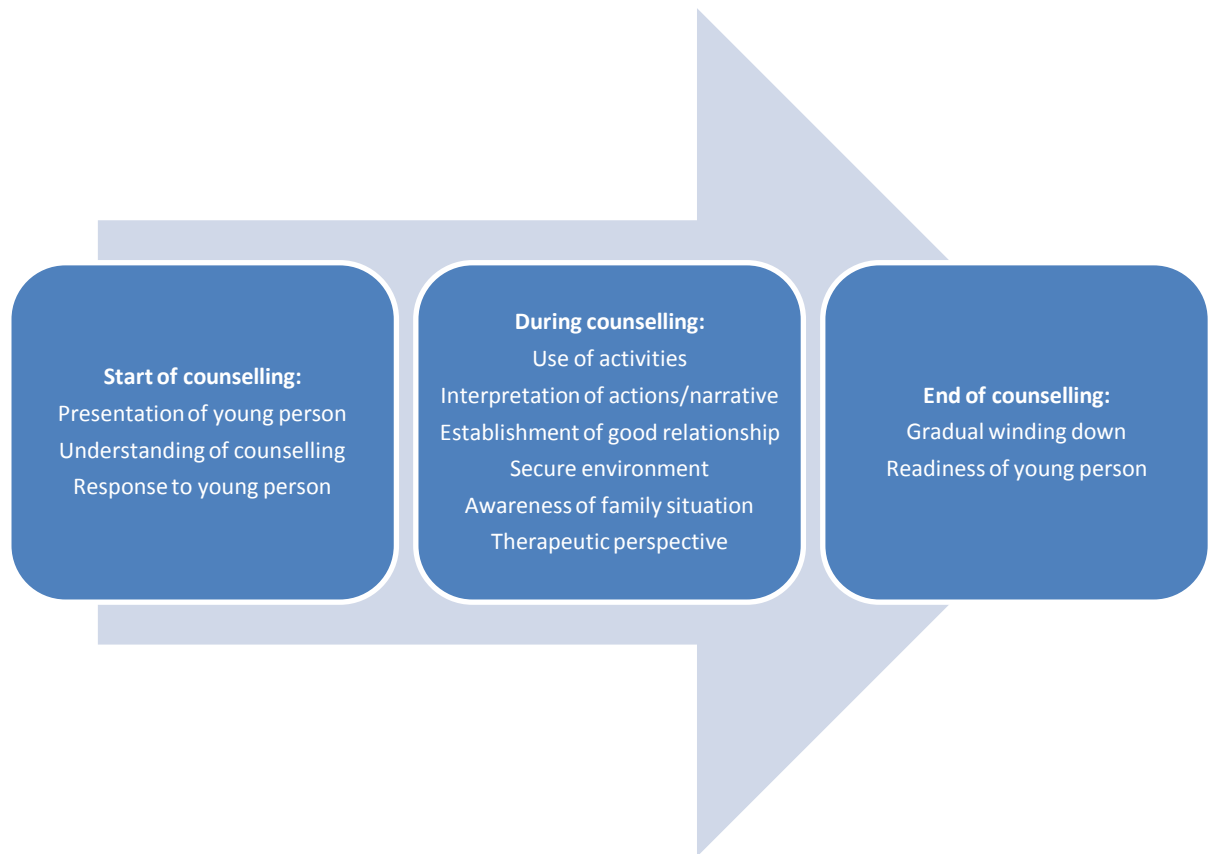 Start of counselling:
Presentation of young person
Understanding of counselling
Response to young person
During counselling:
Use of activities
Interpretation of actions/narrative
Establishment of good relationship
Secure environment
Awareness of family situation
Therapeutic perspective
End of counselling:
Gradual winding down
Readiness of young person